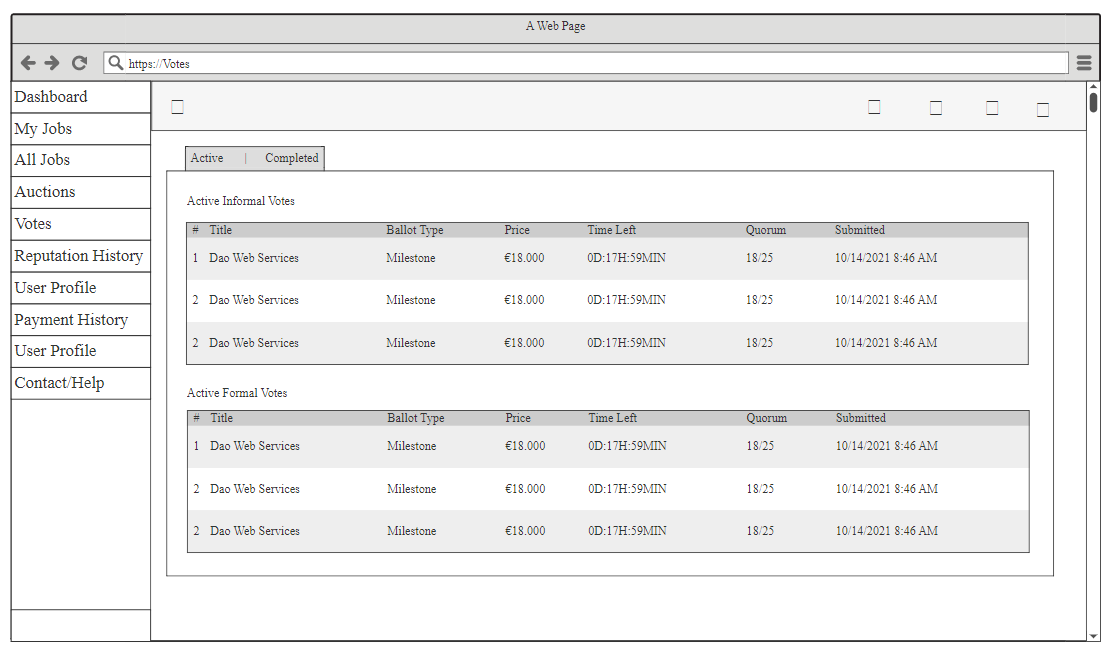 A Web Page
https://Votes
Dashboard
My Jobs
All Jobs
Auctions
Votes
Reputation History
User Profile
Payment History
User Profile
Contact/Help
Active | Completed
Active Informal Votes
# Title Ballot Type Price Time Left Quorum Submitted
1 Dao Web Services Milestone €18.000 0D:17H:59MIN 18/25 10/14/2021 8:46 AM
2 Dao Web Services Milestone €18.000 0D:17H:59MIN 18/25 10/14/2021 8:46 AM
2 Dao Web Services Milestone €18.000 0D:17H:59MIN 18/25 10/14/2021 8:46 AM
Active Formal Votes
# Title Ballot Type Price Time Left Quorum Submitted
1 Dao Web Services Milestone €18.000 0D:17H:59MIN 18/25 10/14/2021 8:46 AM
2 Dao Web Services Milestone €18.000 0D:17H:59MIN 18/25 10/14/2021 8:46 AM
2 Dao Web Services Milestone €18.000 0D:17H:59MIN 18/25 10/14/2021 8:46 AM